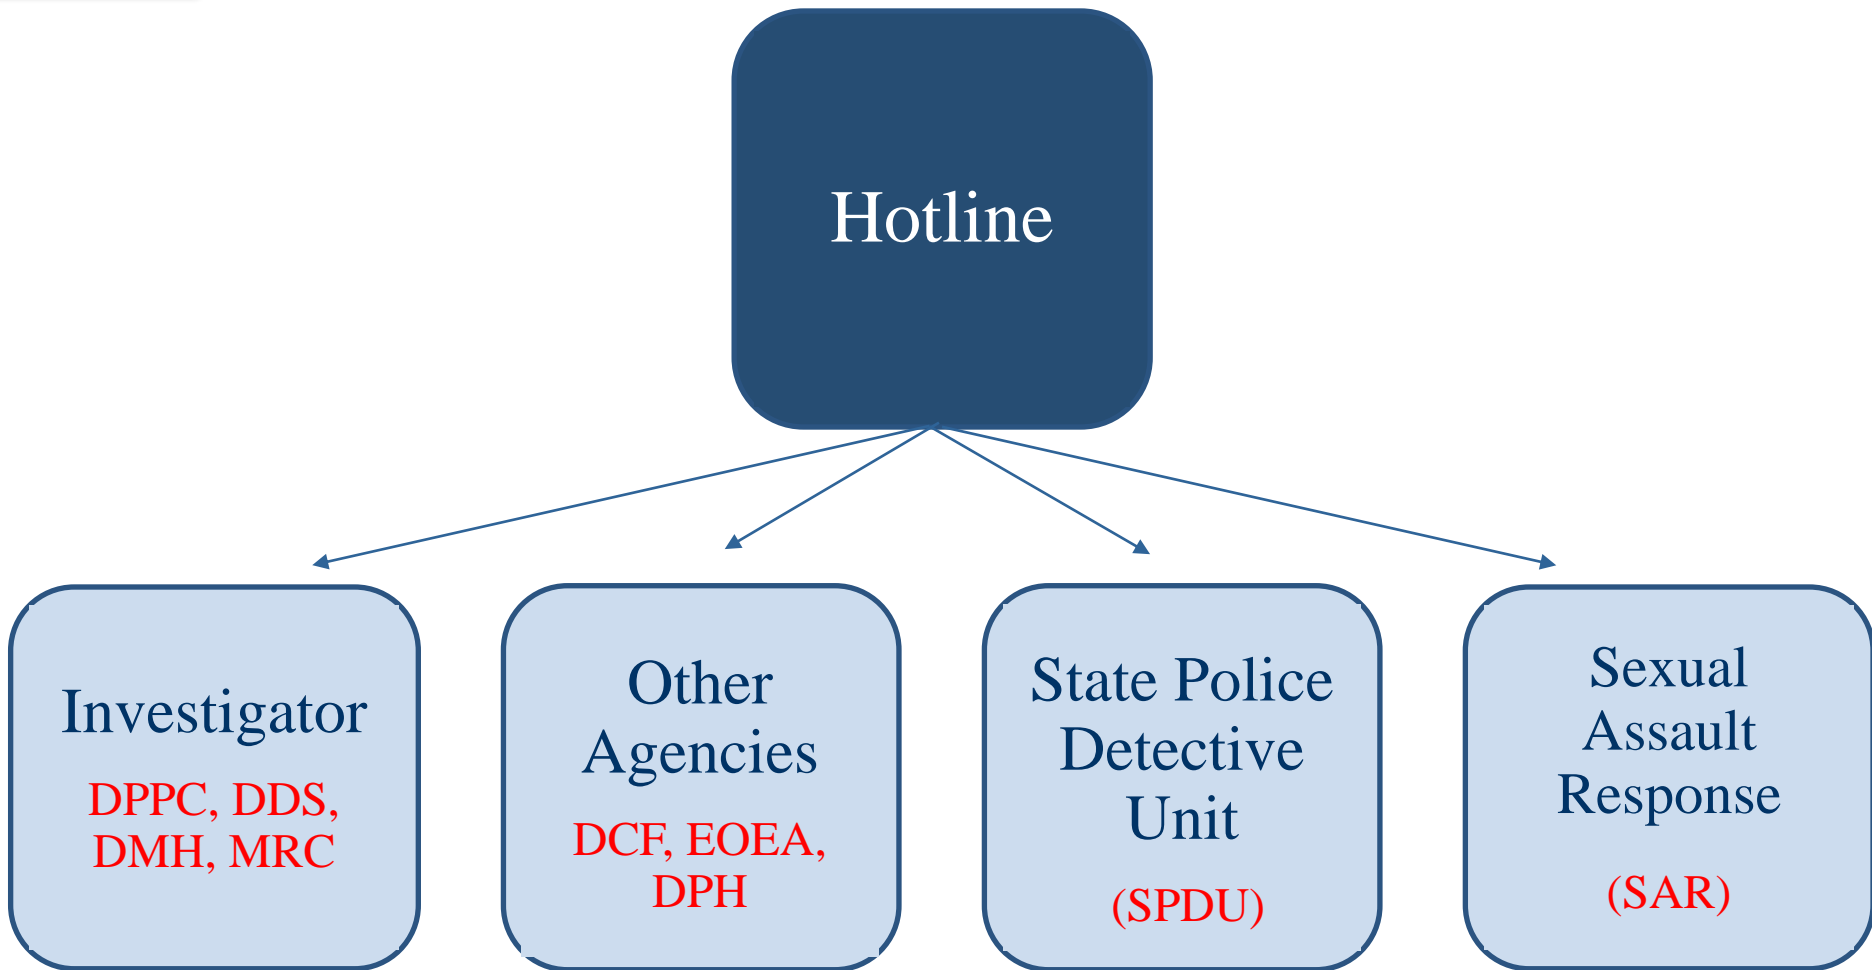 Hotline
Investigator
DPPC, DDS,
DMH, MRC
Other
Agencies
DCF, EOEA,
DPH
State Police
Detective
Unit
(SPDU)
Sexual
Assault
Response
(SAR)